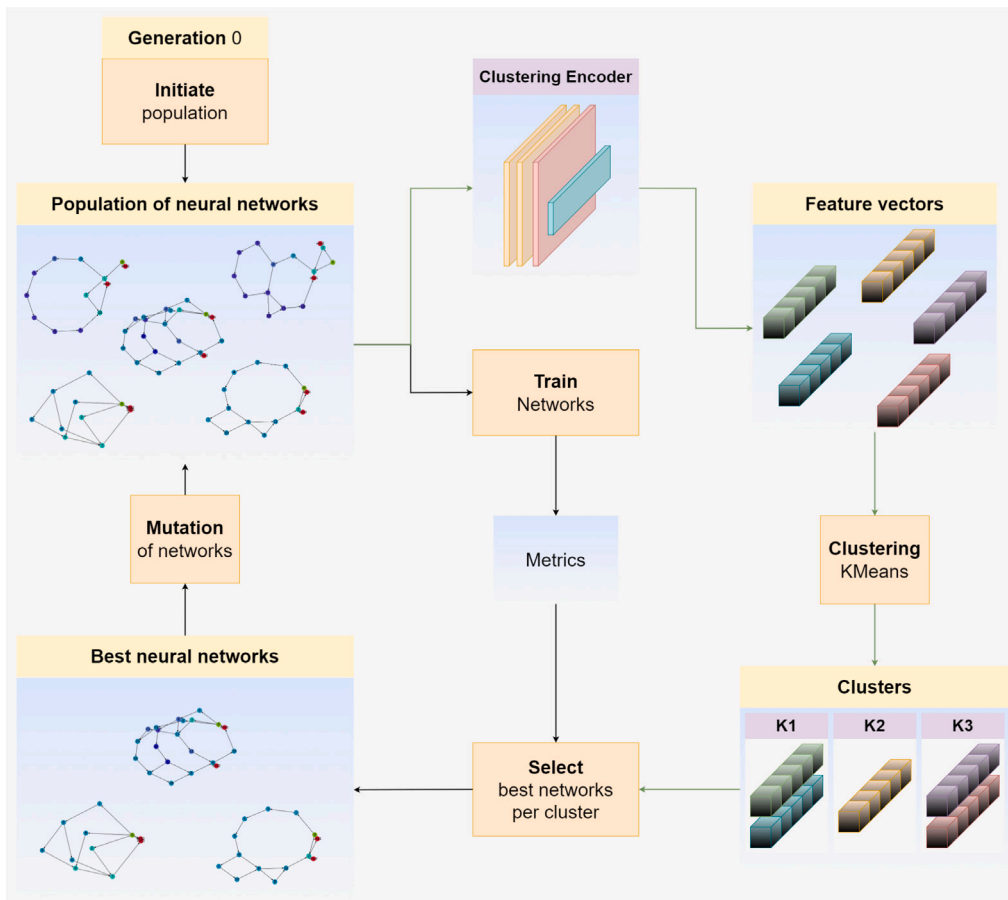 Generation 0
Initiate
population
Clustering Encoder
Population of neural networks
Feature vectors
Train
Networks
Mutation
of networks
Metrics
Clustering
KMeans
Best neural networks
Clusters
K1
K2
K3
Select
best networks
per cluster